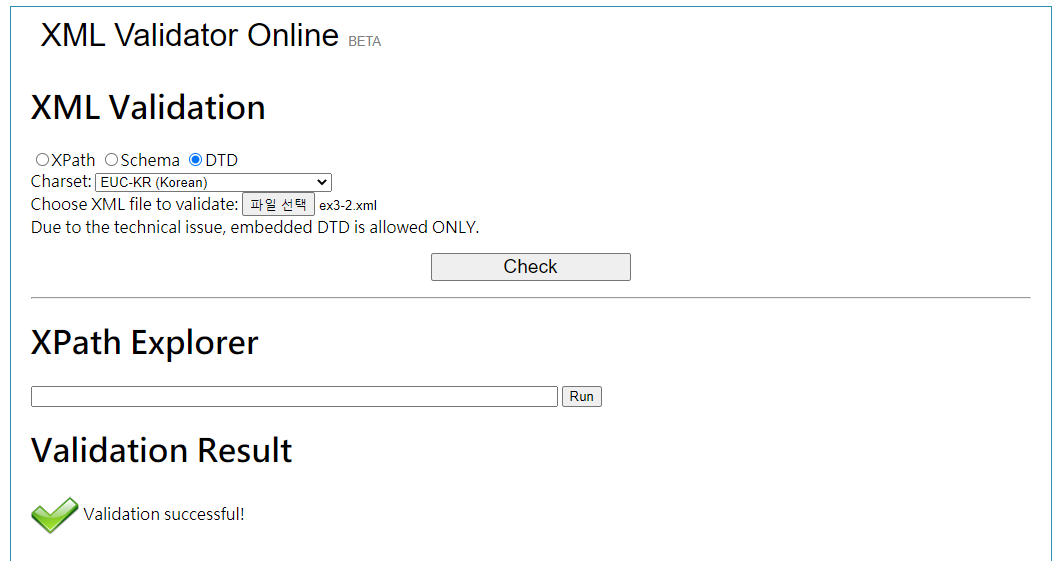 XML Validator Online BETA
XML Validation
XPath Schema DTD
Charset: EUC-KR (Korean)
Choose XML file to validate: 파일 선택 ex3-2.xml
Due to the technical issue, embedded DTD is allowed ONLY.
Check
XPath Explorer
Run
Validation Result
Validation successful!